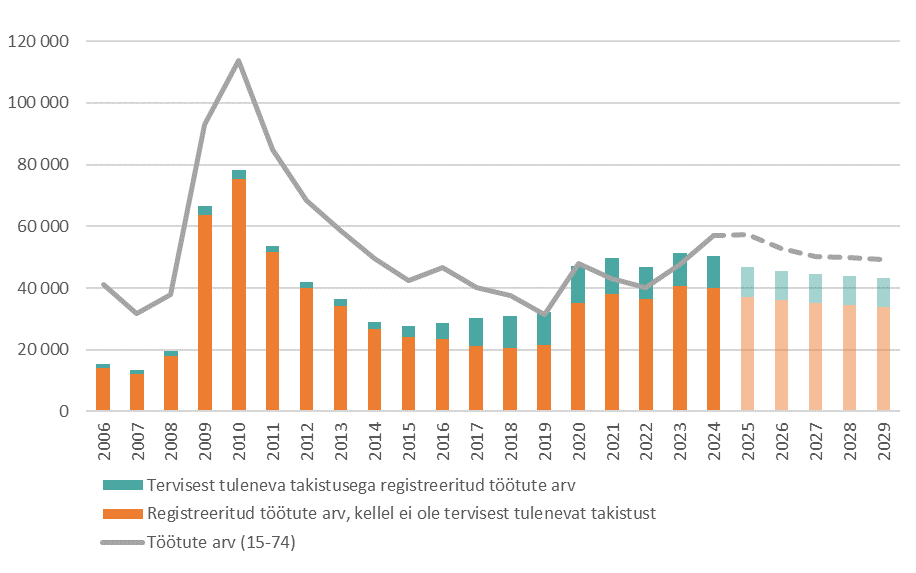 120 000
100 000
80 000
60 000
40 000
20 000
0
2006 2007 2008 2009 2010 2011 2012 2013 2014 2015 2016 2017 2018 2019 2020 2021 2022 2023 2024 2025 2026 2027 2028 2029
Tervisest tuleneva takistusega registreeritud töötute arv
Registreeritud töötute arv, kellel ei ole tervisest tulenevat takistust
Töötute arv (15-74)